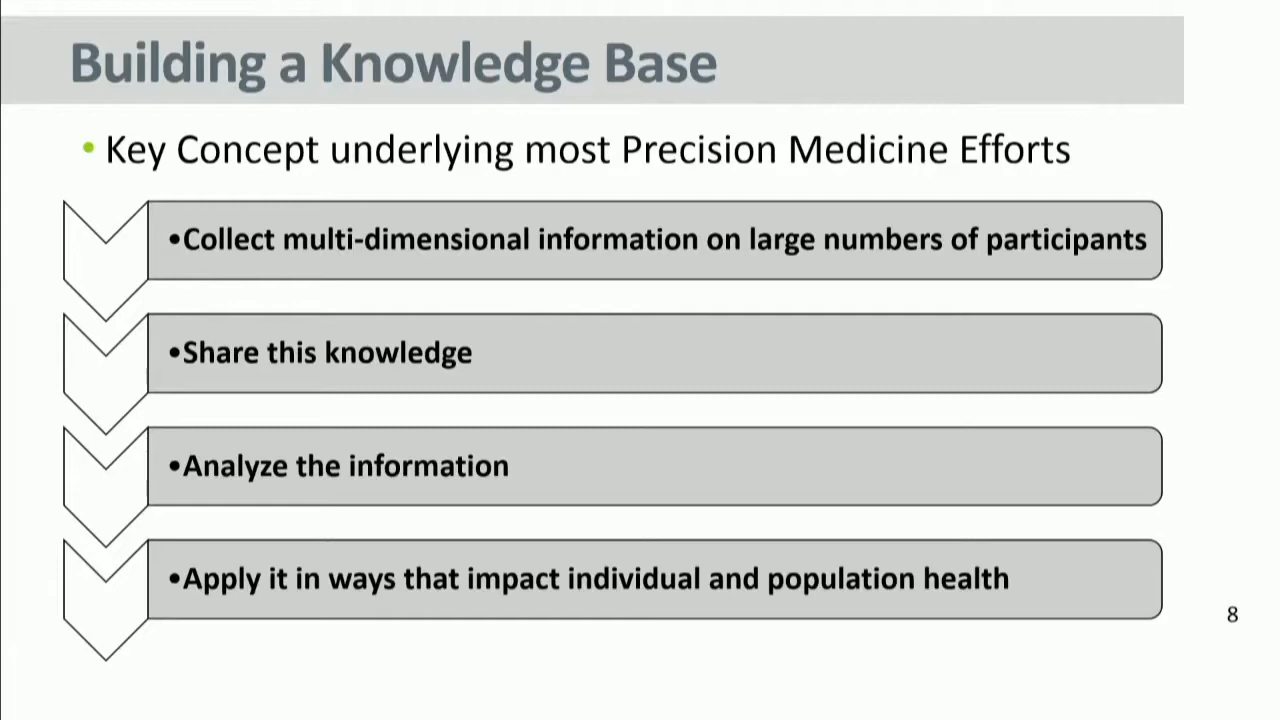 Building a Knowledge Base
• Key Concept underlying most Precision Medicine Efforts
•Collect multi-dimensional information on large numbers of participants
•Share this knowledge
•Analyze the information
•Apply it in ways that impact individual and population health
8